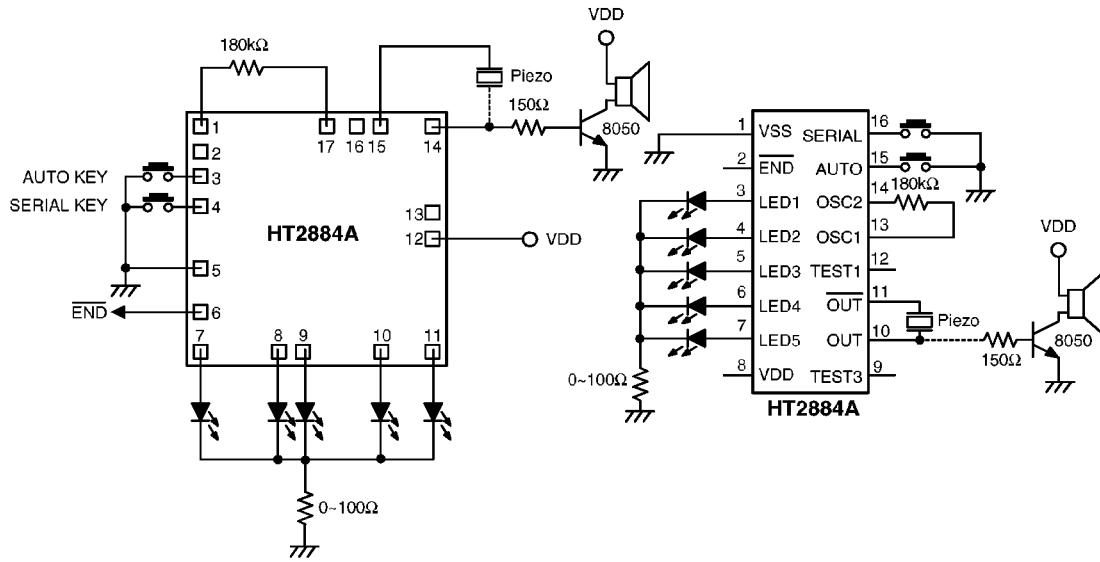 VDD
180kΩ
Piezo
150Ω
8050
1
17
16
15
14
2
AUTO KEY
3
SERIAL KEY
4
13
HT2884A
12
VDD
5
END
6
7
8
9
10
11
0~100Ω
1
VSS
SERIAL
16
2
END
AUTO
15
3
LED1
OSC2
14
180kΩ
4
LED2
OSC1
13
5
LED3
TEST1
12
6
LED4
OUT
11
7
LED5
OUT
10
8
VDD
TEST3
9
VDD
Piezo
150Ω
8050
0~100Ω
HT2884A